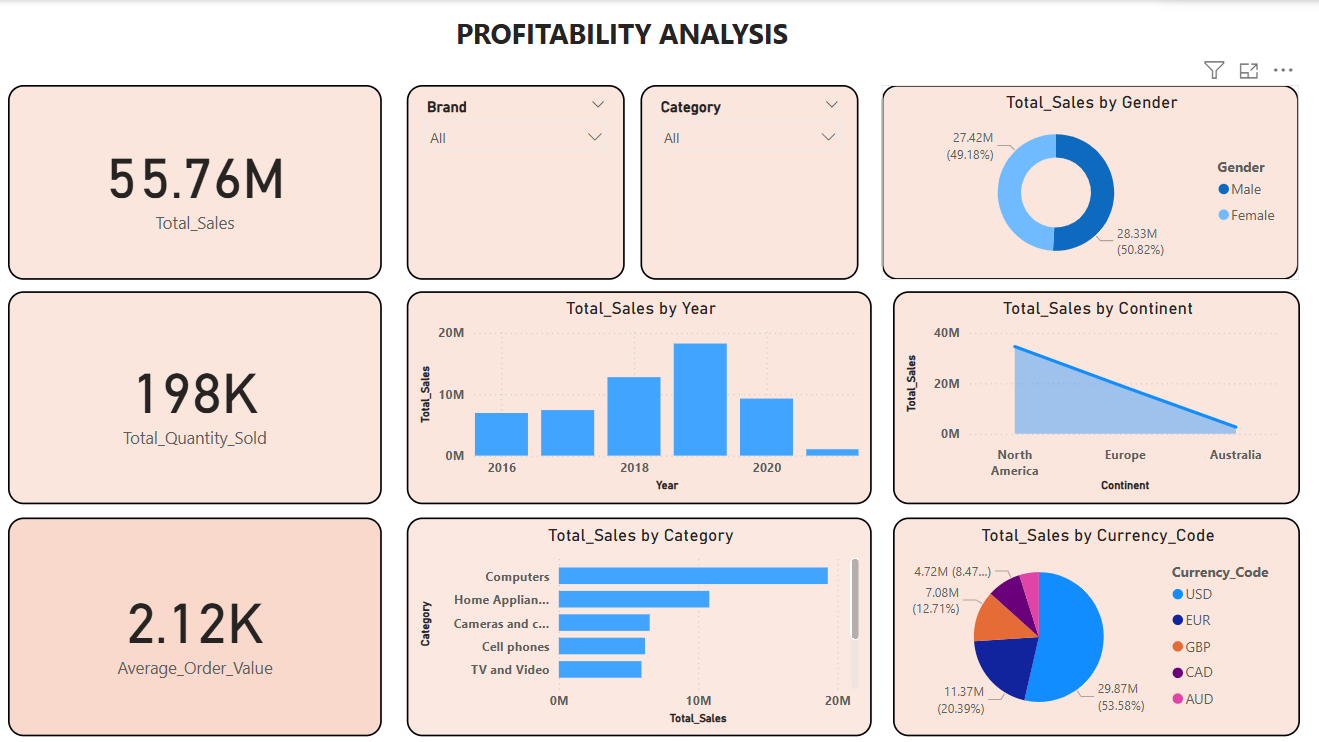 PROFITABILITY ANALYSIS
55.76M
Total_Sales
Brand
All
Category
All
Total_Sales by Gender
27.42M
(49.18%)
28.33M
(50.82%)
Gender
Male
Female
198K
Total_Quantity_Sold
Total_Sales by Year
Total_Sales
20M
10M
0M
2016
2018
2020
Year
Total_Sales by Continent
Total_Sales
40M
20M
0M
North
America
Europe
Australia
Continent
2.12K
Average_Order_Value
Total_Sales by Category
Category
Computers
Home Applian...
Cameras and c...
Cell phones
TV and Video
0M
10M
20M
Total_Sales
Total_Sales by Currency_Code
4.72M (8.47...)
7.08M
(12.71%)
11.37M
(20.39%)
29.87M
(53.58%)
Currency_Code
USD
EUR
GBP
CAD
AUD